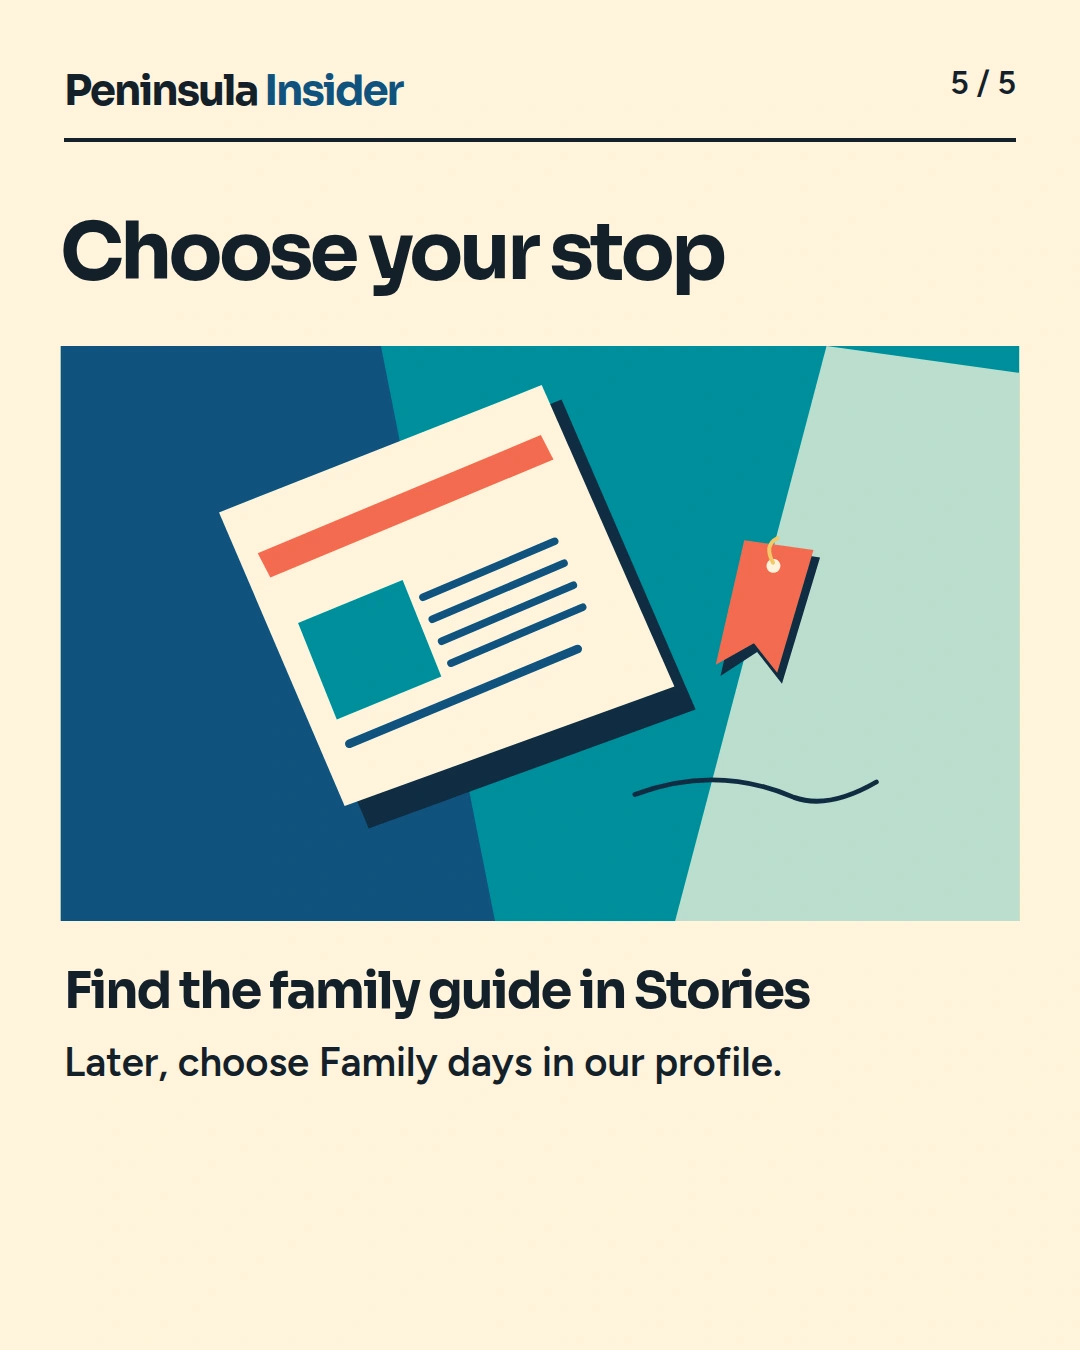 Peninsula Insider
5 / 5
Choose your stop
Find the family guide in Stories
Later, choose Family days in our profile.